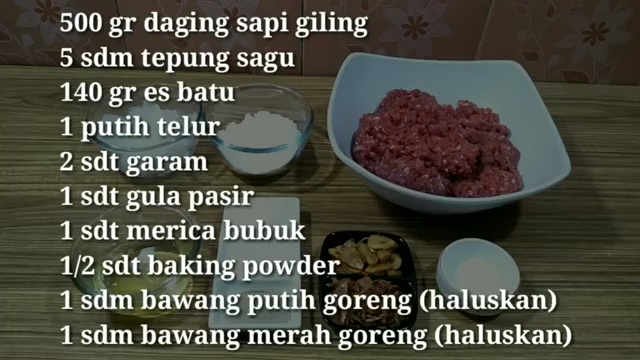 500 gr daging sapi giling
5 sdm tepung sagu
140 gr es batu
1 putih telur
2 sdt garam
1 sdt gula pasir
1 sdt merica bubuk
1/2 sdt baking powder
1 sdm bawang putih goreng (haluskan)
1 sdm bawang merah goreng (haluskan)